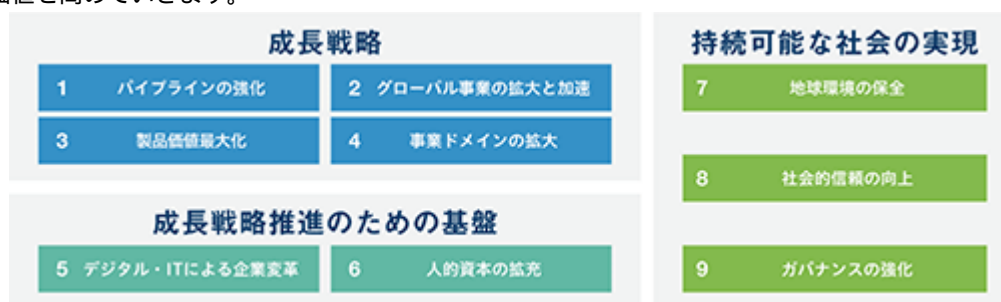 成長戦略
1 パイプラインの強化
2 グローバル事業の拡大と加速
3 製品価値最大化
4 事業ドメインの拡大
成長戦略推進のための基盤
5 デジタル・ITによる企業変革
6 人的資本の拡充
持続可能な社会の実現
7 地球環境の保全
8 社会的信頼の向上
9 ガバナンスの強化